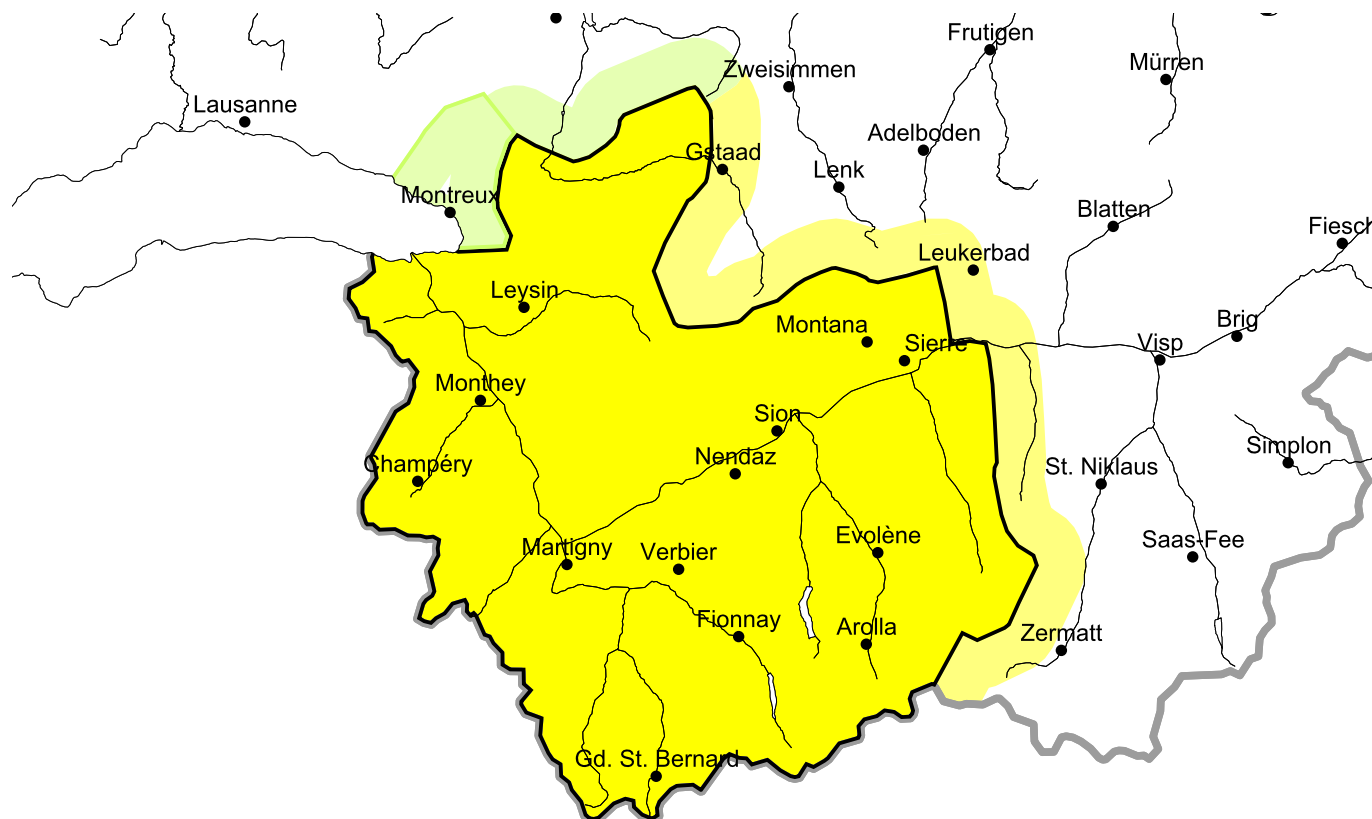 Frutigen
Mürren
Zweisimmen
Lausanne
Adelboden
Gstaad
Lenk
Montreux
Blatten
Fiesch
Leukerbad
Leysin
Montana
Brig
Sierre
Visp
Monthey
Sion
Simplon
Nendaz
Champéry
St. Niklaus
Evolène
Saas-Fee
Martigny
Verbier
Fionnay
Arolla
Zermatt
Gd. St. Bernard